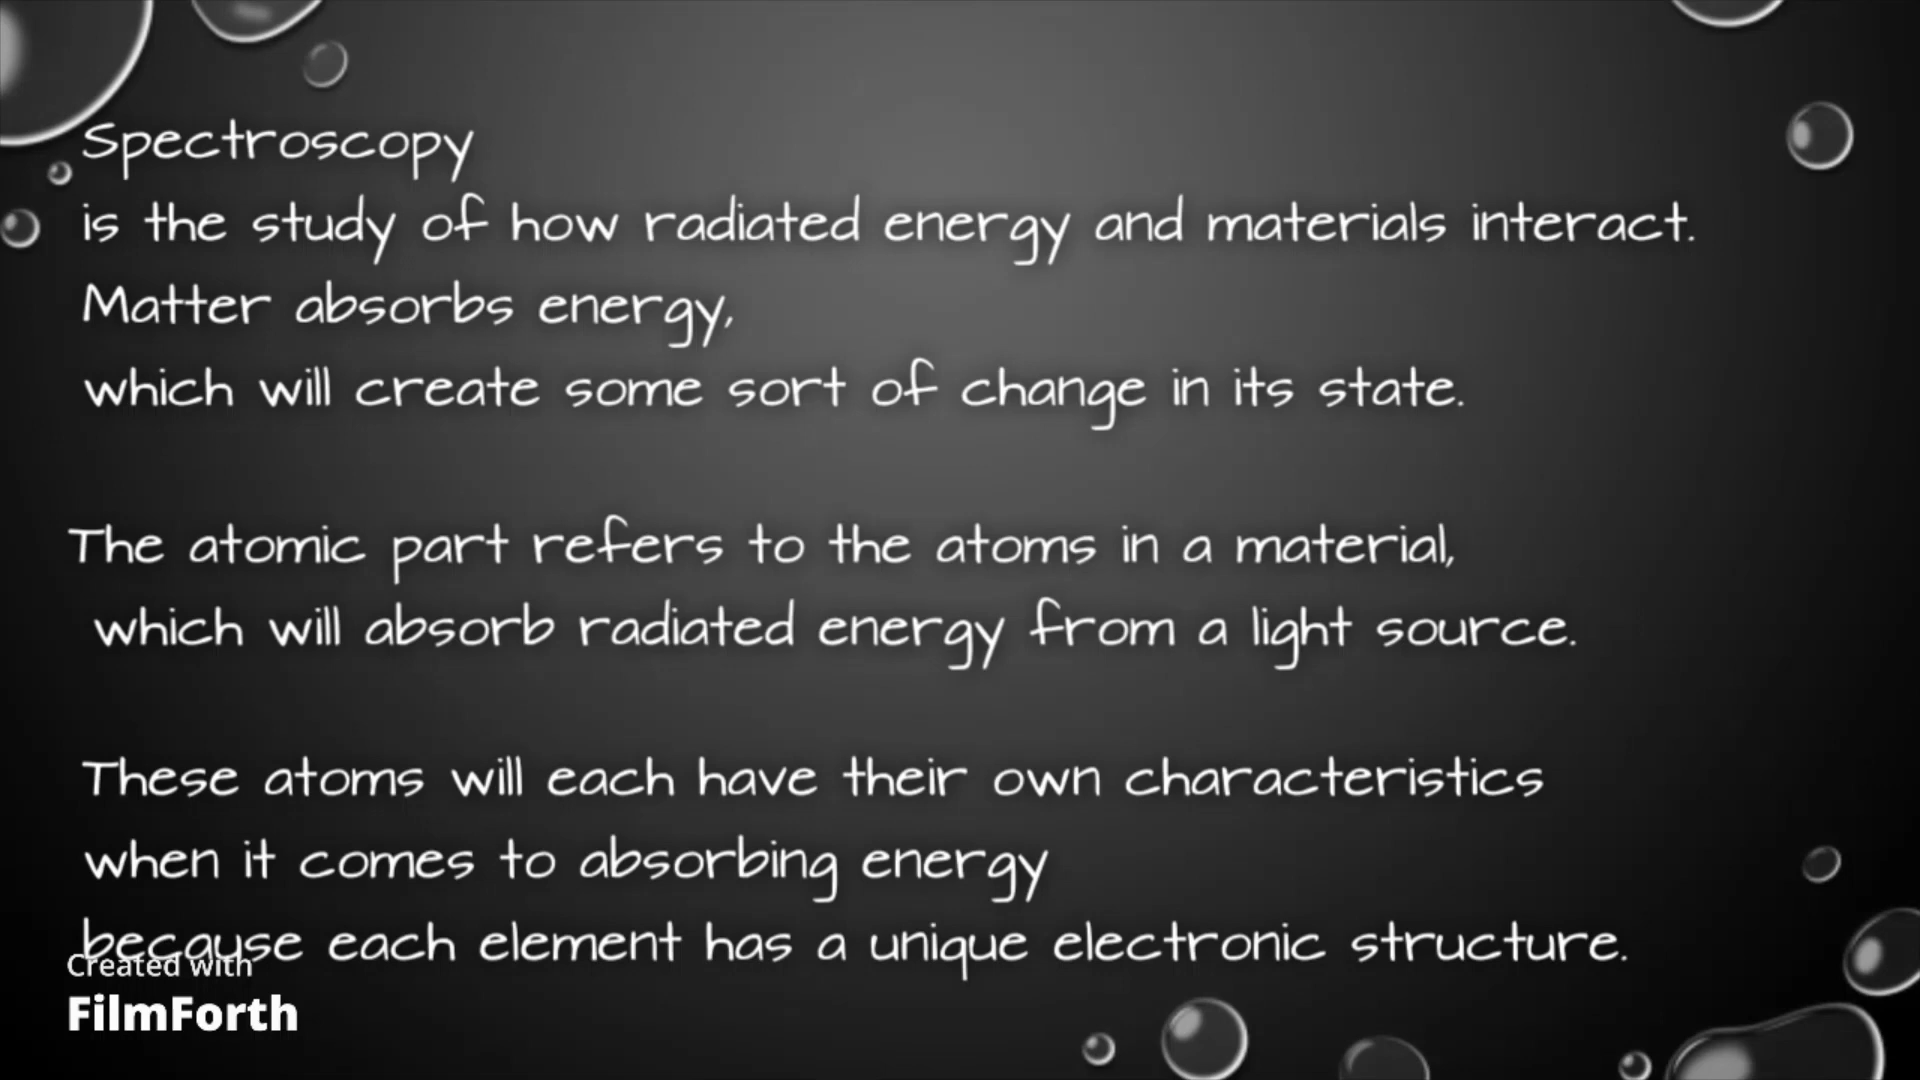 Spectroscopy
is the study of how radiated energy and materials interact.
Matter absorbs energy,
which will create some sort of change in its state.
The atomic part refers to the atoms in a material,
which will absorb radiated energy from a light source.
These atoms will each have their own characteristics
when it comes to absorbing energy
because each element has a unique electronic structure.
Created with
FilmForth